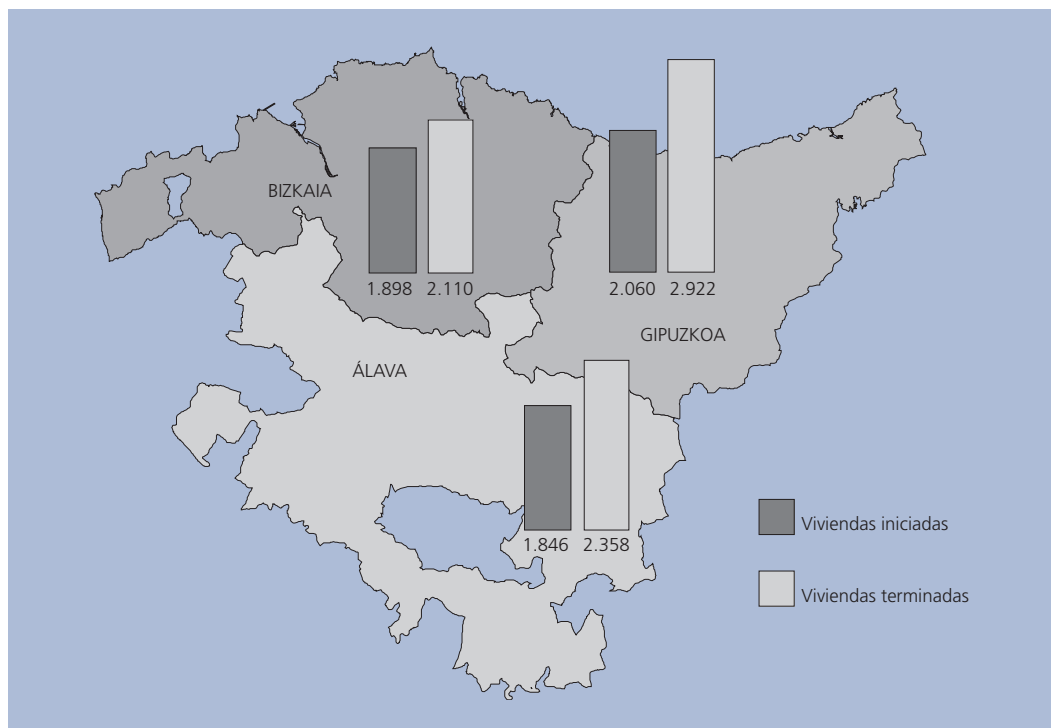 BIZKAIA
1.898 2.110
2.060 2.922
GIPUZKOA
ÁLAVA
1.846 2.358
Viviendas iniciadas
Viviendas terminadas